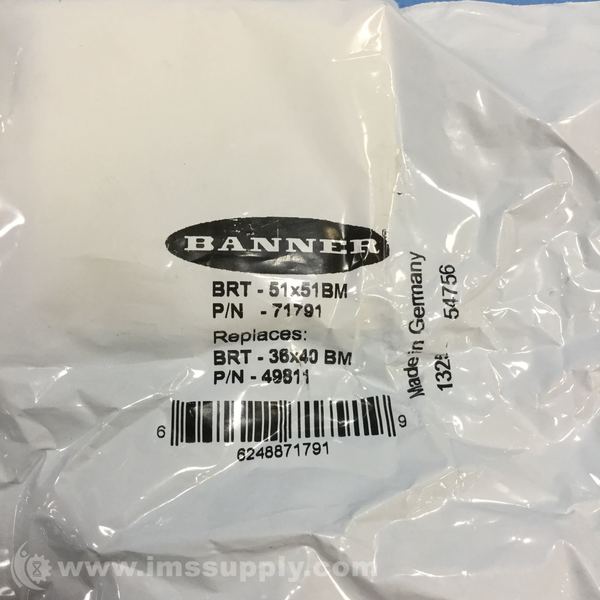 BANNER
BRT - 51x51BM
P/N - 71791
Replaces:
BRT - 36x40 BM
P/N - 49811
6 6248871791 9
Made in Germany
54756
www.imssupply.com